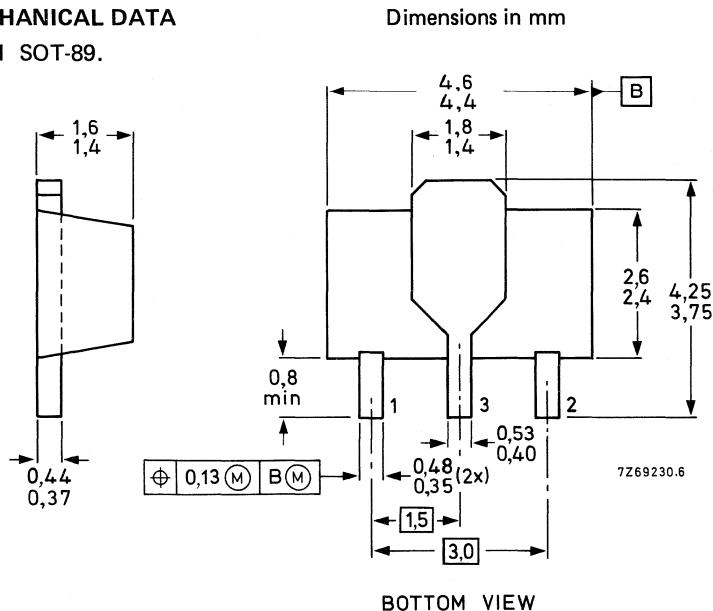 HANICAL DATA
Dimensions in mm
SOT-89.
4,6
4,4
B
1,6
1,4
1,8
1,4
2,6
2,4
4,25
3,75
0,8
min
1
3
2
0,53
0,40
0,44
0,37
0,13 M B M
0,48
0,35 (2x)
7Z69230.6
1,5
3,0
BOTTOM VIEW